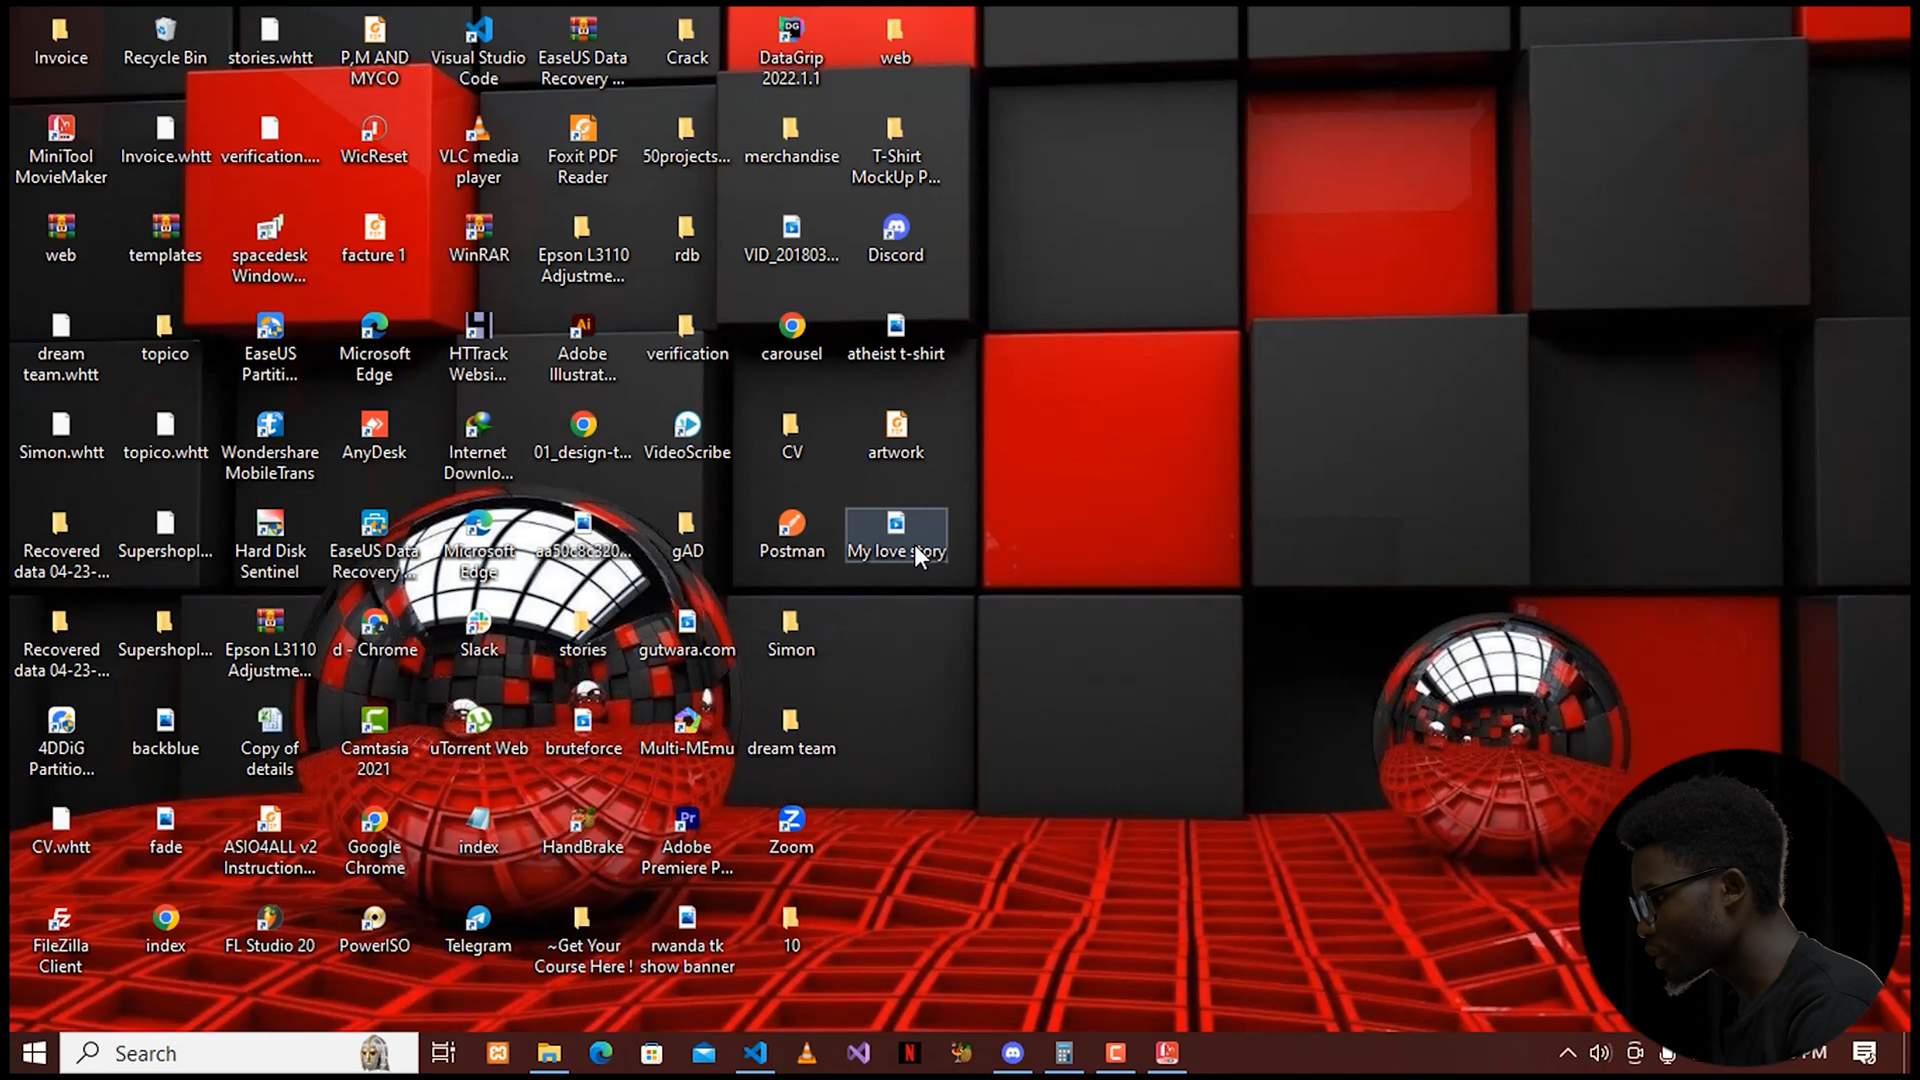 Invoice
Recycle Bin
stories.whtt
P,M AND
MYCO
Visual Studio
Code
EaseUS Data
Recovery ...
Crack
DataGrip
2022.1.1
web
MiniTool
MovieMaker
Invoice.whtt
verification....
WicReset
VLC media
player
Foxit PDF
Reader
50projects...
merchandise
T-Shirt
MockUp P...
web
templates
spacedesk
Window...
facture 1
WinRAR
Epson L3110
Adjustme...
rdb
VID_201803...
Discord
dream
team.whtt
topico
EaseUS
Partiti...
Microsoft
Edge
HTTrack
Websi...
Adobe
Illustrat...
verification
carousel
atheist t-shirt
Simon.whtt
topico.whtt
Wondershare
MobileTrans
AnyDesk
Internet
Downlo...
01_design-t...
VideoScribe
CV
artwork
Recovered
data 04-23-...
Supershopl...
Hard Disk
Sentinel
EaseUS Data
Recovery ...
Microsoft
Edge
aa50c8c320...
gAD
Postman
My love story
Recovered
data 04-23-...
Supershopl...
Epson L3110
Adjustme...
d - Chrome
Slack
stories
gutwara.com
Simon
4DDiG
Partitio...
backblue
Copy of
details
Camtasia
2021
uTorrent Web
bruteforce
Multi-MEmu
dream team
CV.whtt
fade
ASIO4ALL v2
Instruction...
Google
Chrome
index
HandBrake
Adobe
Premiere P...
Zoom
FileZilla
Client
index
FL Studio 20
PowerISO
Telegram
~Get Your
Course Here !
rwanda tk
show banner
10
Search
PM